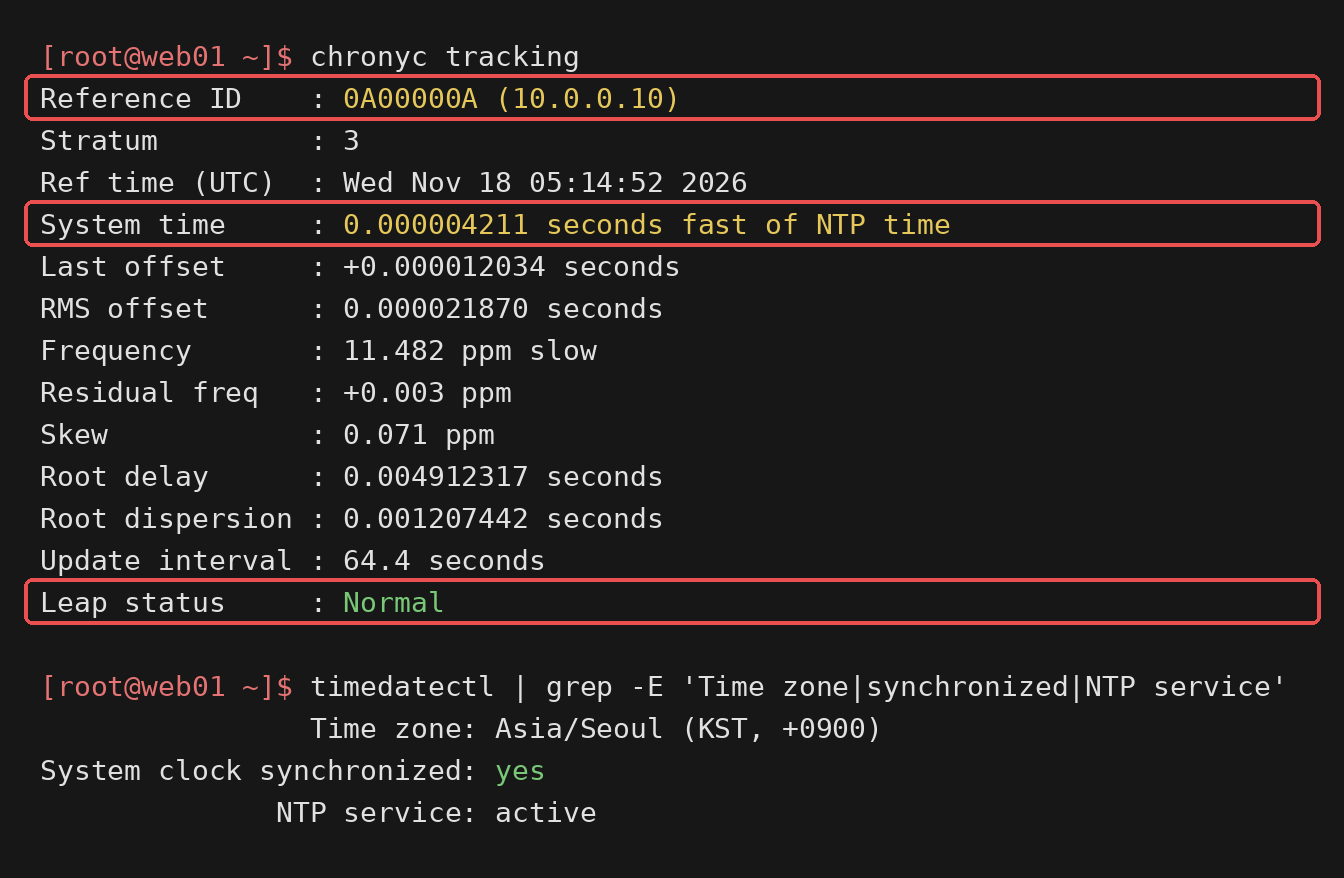 [root@web01 ~]$ chronyc tracking
Reference ID    : 0A00000A (10.0.0.10)
Stratum         : 3
Ref time (UTC)  : Wed Nov 18 05:14:52 2026
System time     : 0.000004211 seconds fast of NTP time
Last offset     : +0.000012034 seconds
RMS offset      : 0.000021870 seconds
Frequency       : 11.482 ppm slow
Residual freq   : +0.003 ppm
Skew            : 0.071 ppm
Root delay      : 0.004912317 seconds
Root dispersion : 0.001207442 seconds
Update interval : 64.4 seconds
Leap status     : Normal
[root@web01 ~]$ timedatectl | grep -E 'Time zone|synchronized|NTP service'
                Time zone: Asia/Seoul (KST, +0900)
System clock synchronized: yes
              NTP service: active